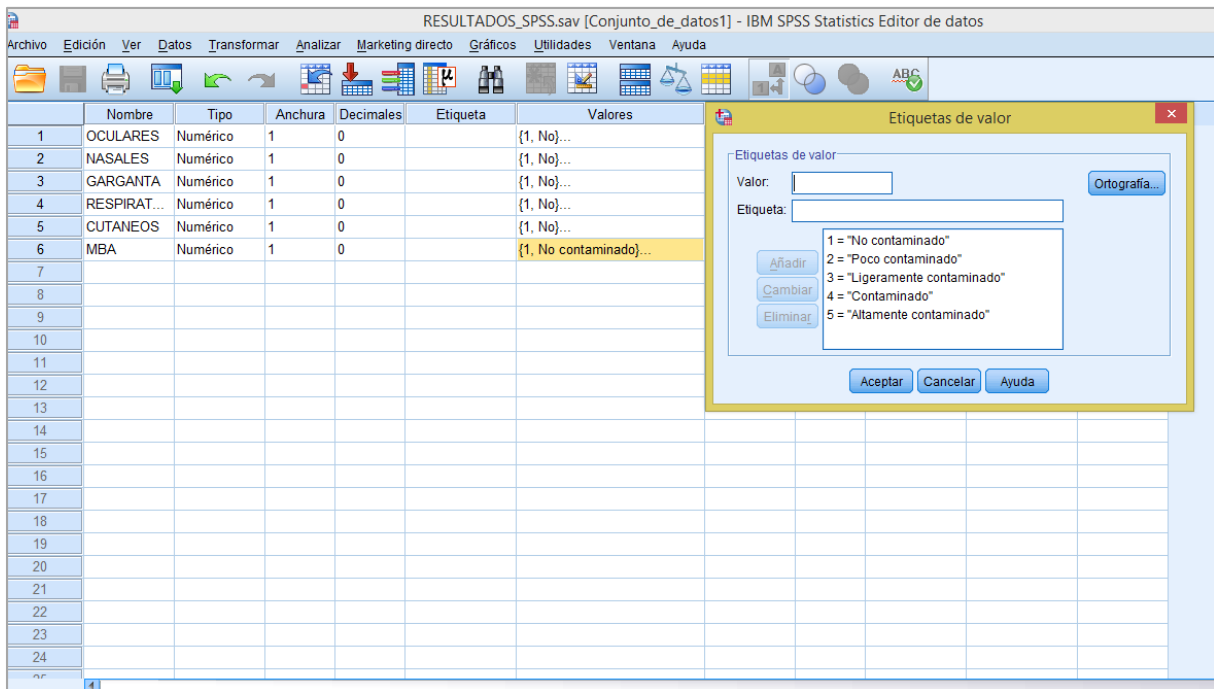 RESULTADOS_SPSS.sav [Conjunto_de_datos1] - IBM SPSS Statistics Editor de datos
Archivo Edición Ver Datos Transformar Analizar Marketing directo Gráficos Utilidades Ventana Ayuda
Nombre Tipo Anchura Decimales Etiqueta Valores
1 OCULARES Numérico 1 0 {1, No}...
2 NASALES Numérico 1 0 {1, No}...
3 GARGANTA Numérico 1 0 {1, No}...
4 RESPIRAT... Numérico 1 0 {1, No}...
5 CUTANEOS Numérico 1 0 {1, No}...
6 MBA Numérico 1 0 {1, No contaminado}...
7
8
9
10
11
12
13
14
15
16
17
18
19
20
21
22
23
24
Etiquetas de valor
Etiquetas de valor
Valor:
Ortografía...
Etiqueta:
Añadir
Cambiar
Eliminar
1 = "No contaminado"
2 = "Poco contaminado"
3 = "Ligeramente contaminado"
4 = "Contaminado"
5 = "Altamente contaminado"
Aceptar Cancelar Ayuda